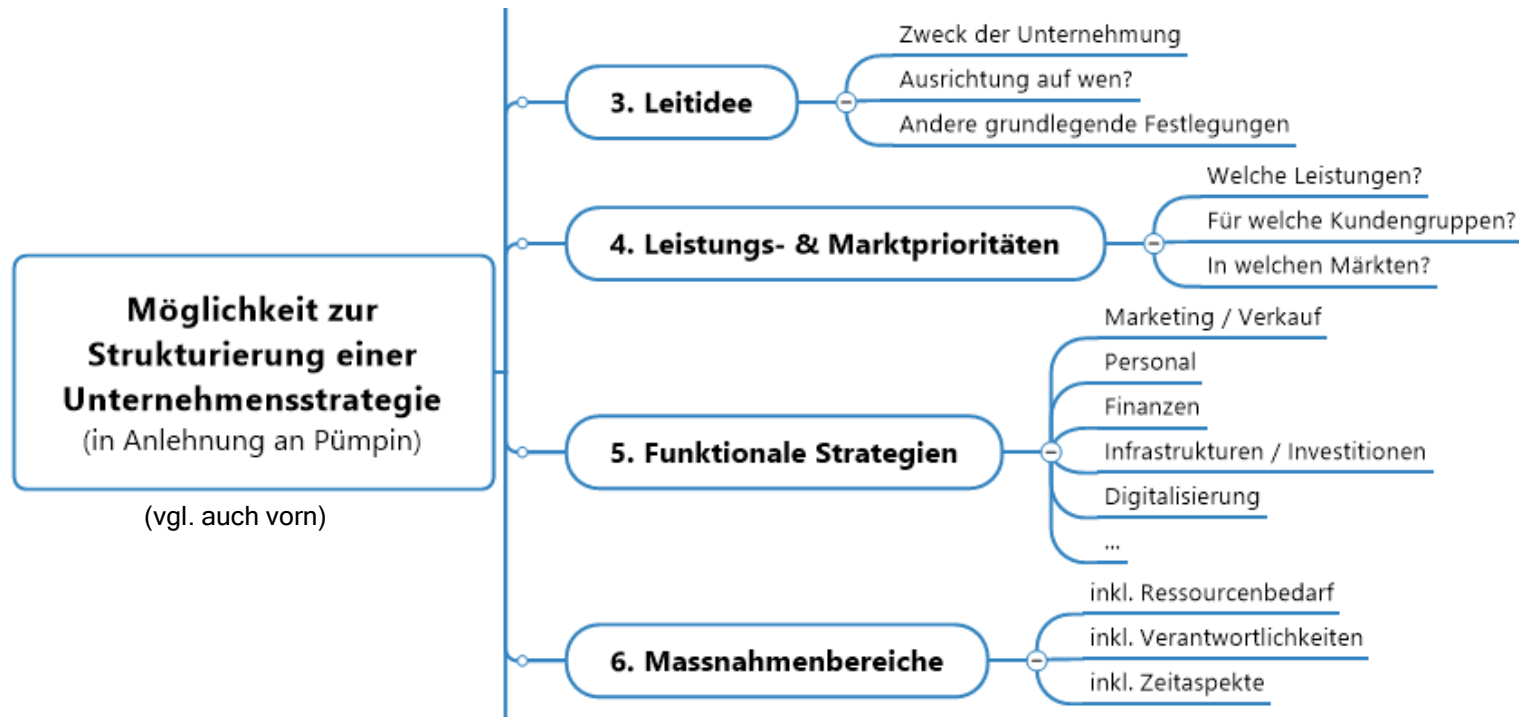 Möglichkeit zur
Strukturierung einer
Unternehmensstrategie
(in Anlehnung an Pümpin)
(vgl. auch vorn)
3. Leitidee
Zweck der Unternehmung
Ausrichtung auf wen?
Andere grundlegende Festlegungen
4. Leistungs- & Marktprioritäten
Welche Leistungen?
Für welche Kundengruppen?
In welchen Märkten?
5. Funktionale Strategien
Marketing / Verkauf
Personal
Finanzen
Infrastrukturen / Investitionen
Digitalisierung
...
6. Massnahmenbereiche
inkl. Ressourcenbedarf
inkl. Verantwortlichkeiten
inkl. Zeitaspekte